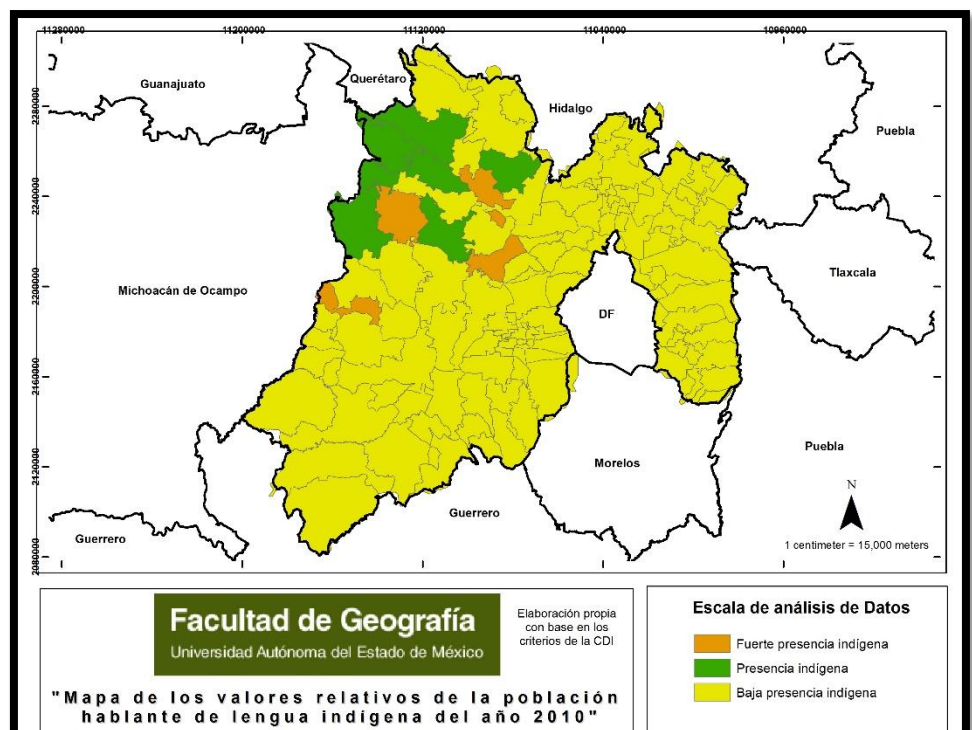 11280000
11200000
11120000
11040000
10960000
2280000
2240000
2200000
2160000
2120000
2080000
Guanajuato
Querétaro
Hidalgo
Puebla
Michoacán de Ocampo
Tlaxcala
DF
Morelos
Puebla
Guerrero
Guerrero
N
1 centimeter = 15,000 meters
Facultad de Geografía
Universidad Autónoma del Estado de México
Elaboración propia
con base en los
criterios de la CDI
"Mapa de los valores relativos de la población
hablante de lengua indígena del año 2010"
Escala de análisis de Datos
Fuerte presencia indígena
Presencia indígena
Baja presencia indígena